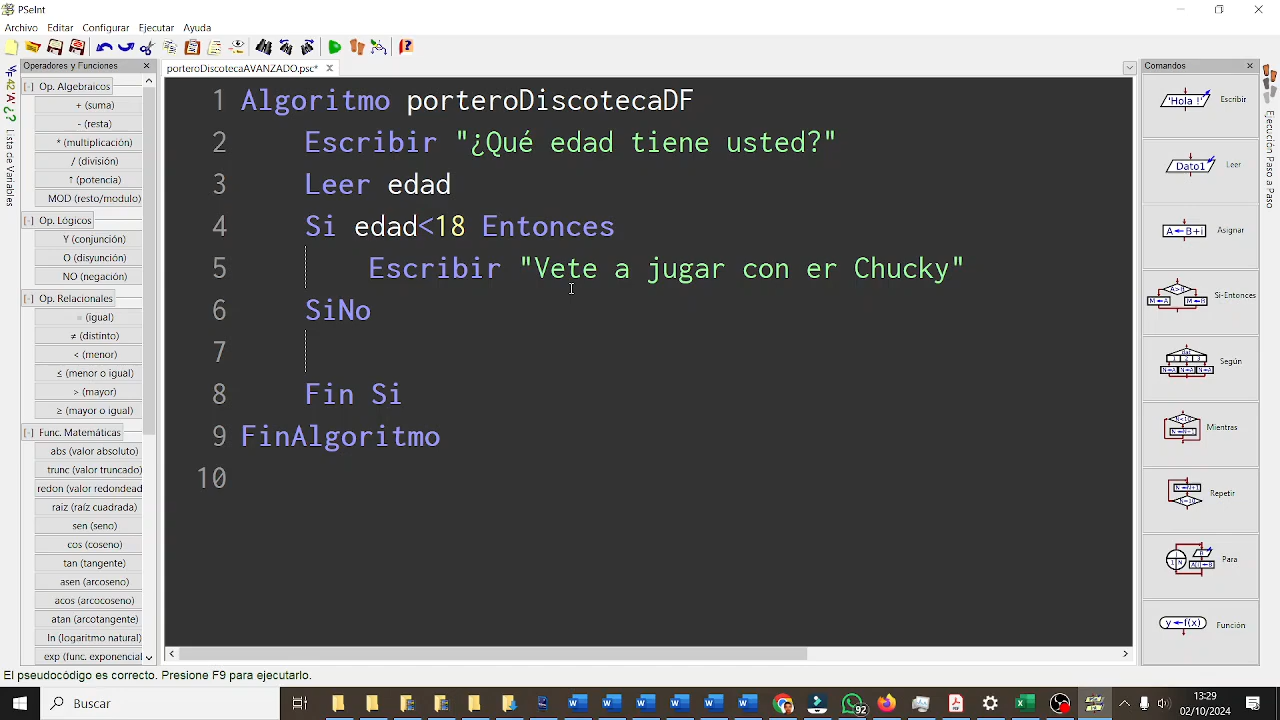 PSeInt
Archivo Editar Configurar Ejecutar Ayuda
Operadores y Funciones
porteroDiscotecaAVANZADO.psc*
Comandos
Lista de Variables
Op. Algebraicos
+ (suma)
- (resta)
* (multiplicación)
/ (división)
↑ (potencia)
MOD (resto/modulo)
Op. Lógicos
Y (conjunción)
O (disjunción)
NO (negación)
Op. Relacionales
= (igual)
≠ (distinto)
< (menor)
≤ (menor o igual)
> (mayor)
≥ (mayor o igual)
Func. Matemáticas
abs (valor absoluto)
trunc (valor truncado)
redon (valor redondead
raiz (raíz cuadrada)
sen (seno)
cos (coseno)
tan (tangente)
asen (arcoseno)
acos (arcocoseno)
atan (arcotangente)
ln (logaritmo natural)
exp (func. exponencial
1 Algoritmo porteroDiscotecaDF
2 Escribir "¿Qué edad tiene usted?"
3 Leer edad
4 Si edad<18 Entonces
5 Escribir "Vete a jugar con er Chucky"
6 SiNo
7
8 Fin Si
9 FinAlgoritmo
10
'Hola !' Escribir
Dato1 Leer
A←B+i Asignar
Si-Entonces
Según
Mientras
Repetir
Para
y←f(x) Función
Ejecución Paso a Paso
El pseudocódigo es correcto. Presione F9 para ejecutarlo.
Buscar
92
13:29
02/10/2024